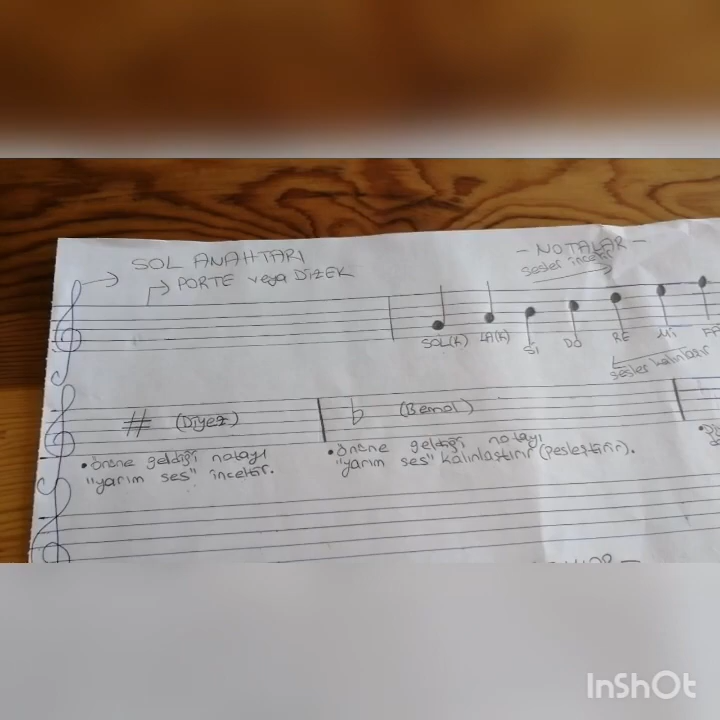 SOL ANAHTARI
PORTE veya DİZEK
- NOTALAR -
sesler incelir
SOL(K) LA(K) Sİ DO RE Mİ FA
sesler kalınlaşır
# (Diyez)
• önüne geldiği notayı
"yarım ses" inceltir.
♭ (Bemol)
• önüne geldiği notayı
"yarım ses" kalınlaştırır (pesleştirir).
InShOt